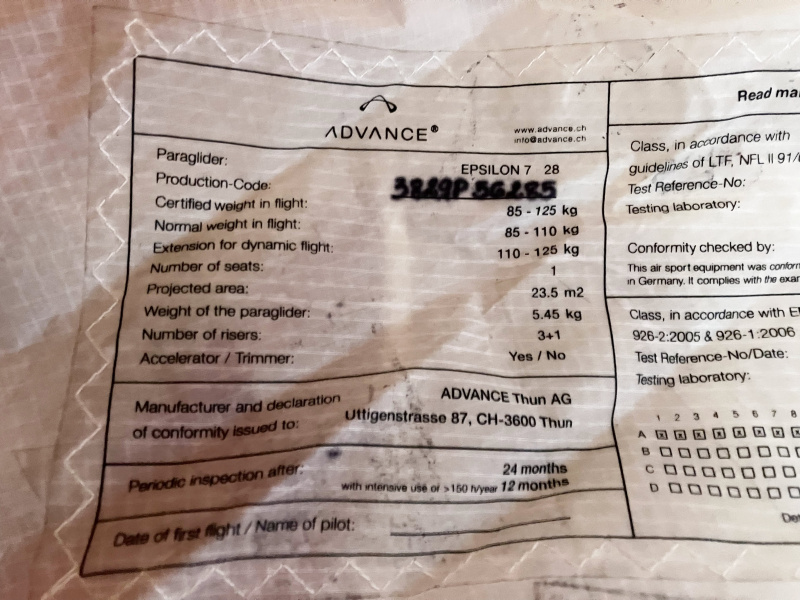 ADVANCE®
www.advance.ch
info@advance.ch
Paraglider: EPSILON 7 28
Production-Code: 3829P56285
Certified weight in flight: 85 - 125 kg
Normal weight in flight: 85 - 110 kg
Extension for dynamic flight: 110 - 125 kg
Number of seats: 1
Projected area: 23.5 m2
Weight of the paraglider: 5.45 kg
Number of risers: 3+1
Accelerator / Trimmer: Yes / No
Manufacturer and declaration ADVANCE Thun AG
of conformity issued to: Uttigenstrasse 87, CH-3600 Thun
Periodic inspection after: 24 months
with intensive use or >150 h/year 12 months
Date of first flight / Name of pilot:
Read
Class, in accordance with
guidelines of LTF, NFL II 91/
Test Reference-No:
Testing laboratory:
Conformity checked by:
This air sport equipment was
in Germany. It complies with the
Class, in accordance with
926-2:2005 & 926-1:2006
Test Reference-No/Date:
Testing laboratory:
1 2 3 4 5 6 7 8
A
B
C
D